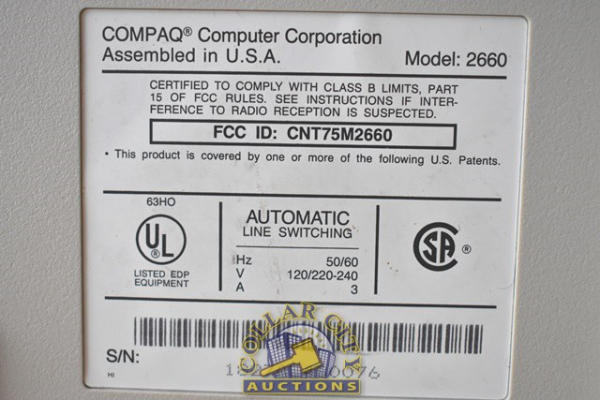 COMPAQ® Computer Corporation
Assembled in U.S.A.
Model: 2660
CERTIFIED TO COMPLY WITH CLASS B LIMITS, PART
15 OF FCC RULES. SEE INSTRUCTIONS IF INTER-
FERENCE TO RADIO RECEPTION IS SUSPECTED.
FCC ID: CNT75M2660
• This product is covered by one or more of the following U.S. Patents.
63HO
UL®
LISTED EDP
EQUIPMENT
AUTOMATIC
LINE SWITCHING
Hz 50/60
V 120/220-240
A 3
SA®
S/N:
HI
COLLAR CITY
AUCTIONS